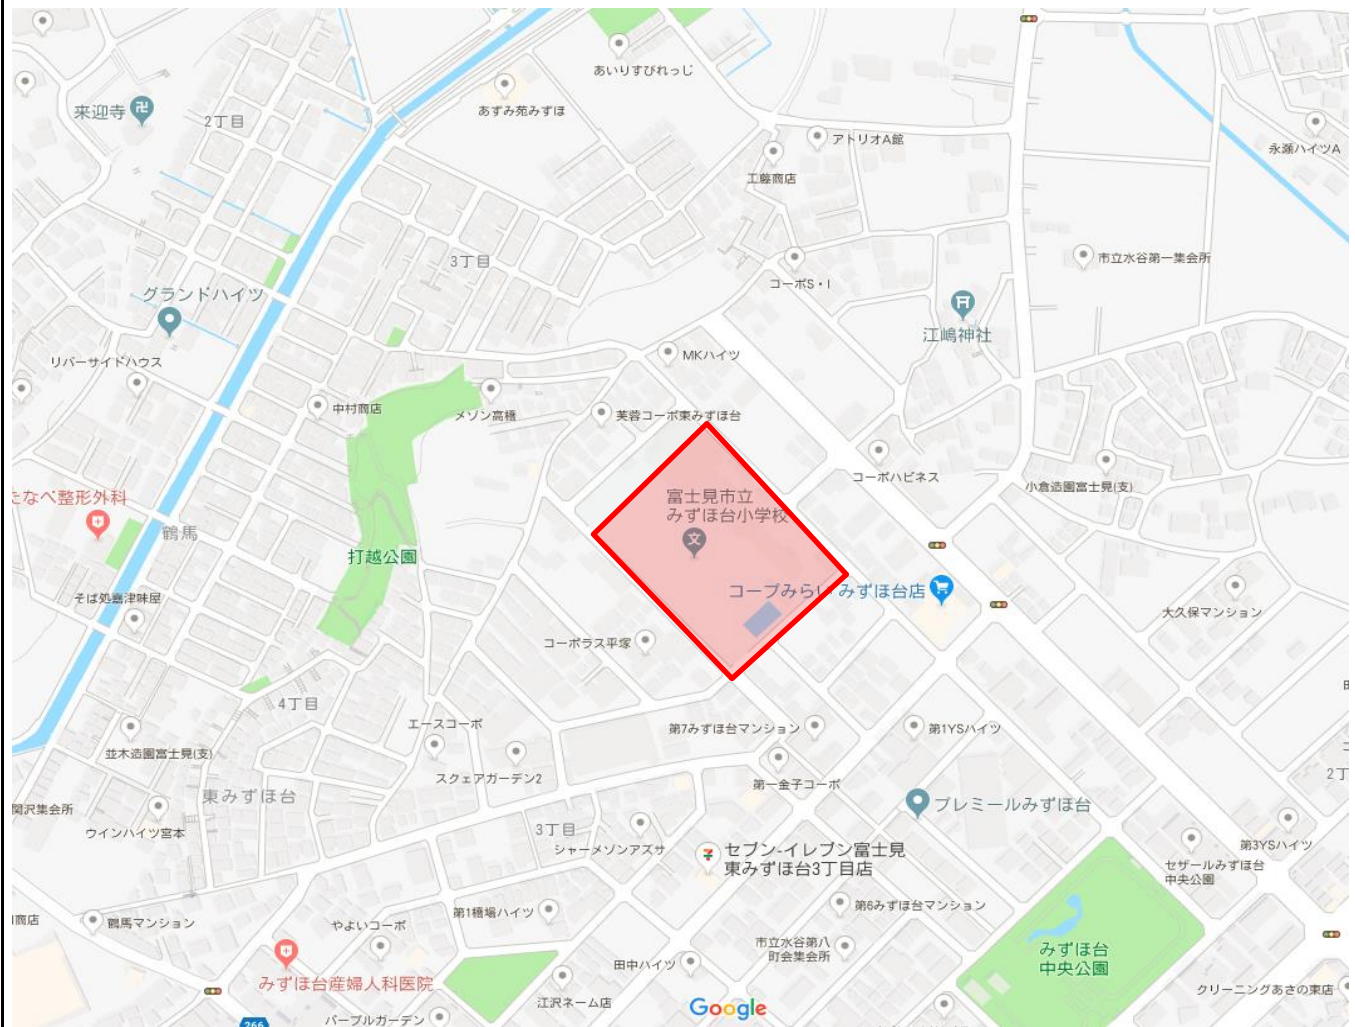 あいりすびれっじ
あずみ苑みずほ
来迎寺
2丁目
アトリオA館
永瀬ハイツA
工藤商店
3丁目
市立水谷第一集会所
コーポS・I
グランドハイツ
江嶋神社
リバーサイドハウス
MKハイツ
中村商店
メゾン高橋
芙蓉コーポ東みずほ台
コーポハピネス
小倉造園富士見(支)
富士見市立
みずほ台小学校
たなべ整形外科
鶴馬
打越公園
コープみらい みずほ台店
そば処嘉津味屋
大久保マンション
コーポラス平塚
4丁目
エースコーポ
第7みずほ台マンション
第1YSハイツ
並木造園富士見(支)
スクェアガーデン2
第一金子コーポ
2丁
東みずほ台
関沢集会所
プレミールみずほ台
ウインハイツ宮本
3丁目
シャーメゾンアズサ
セブン-イレブン富士見
東みずほ台3丁目店
第3YSハイツ
セザールみずほ台
中央公園
商店
鶴馬マンション
やよいコーポ
第1橋場ハイツ
第6みずほ台マンション
市立水谷第八
町会集会所
みずほ台
中央公園
田中ハイツ
みずほ台産婦人科医院
江沢ネーム店
クリーニングあさの東店
Google
パープルガーデン
266